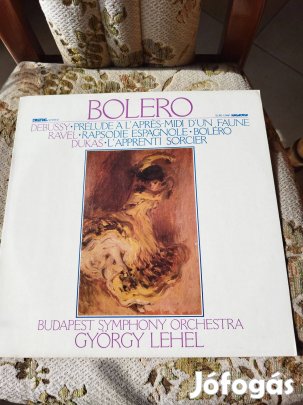 BOLERO
DEBUSSY • PRELUDE A L'APRÈS-MIDI D'UN FAUNE
RAVEL • RAPSODIE ESPAGNOLE • BOLERO
DUKAS • L'APPRENTI SORCIER
BUDAPEST SYMPHONY ORCHESTRA
GYÖRGY LEHEL
Jófogás